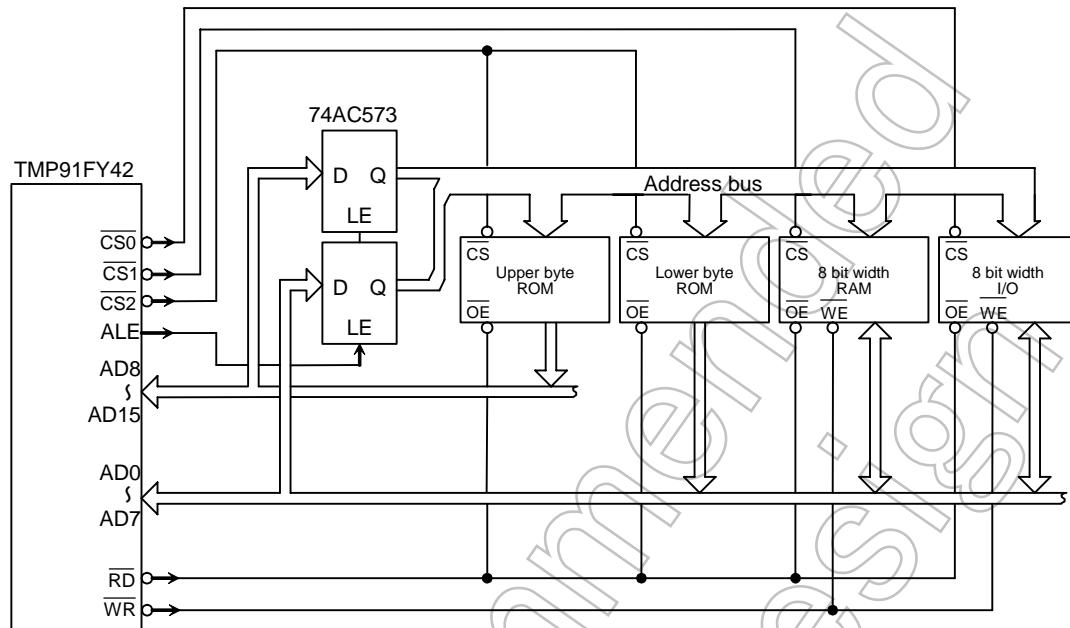 74AC573
TMP91FY42
D Q
LE
Address bus
CS0
CS1
CS2
ALE
D Q
LE
CS
Upper byte
ROM
OE
CS
Lower byte
ROM
OE
CS
8 bit width
RAM
OE WE
CS
8 bit width
I/O
OE WE
AD8
~
AD15
AD0
~
AD7
RD
WR
mmended
esign